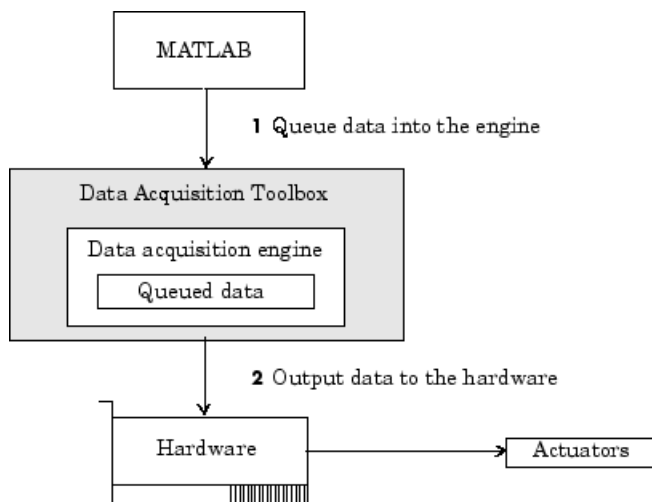 MATLAB
1 Queue data into the engine
Data Acquisition Toolbox
Data acquisition engine
Queued data
2 Output data to the hardware
Hardware
Actuators